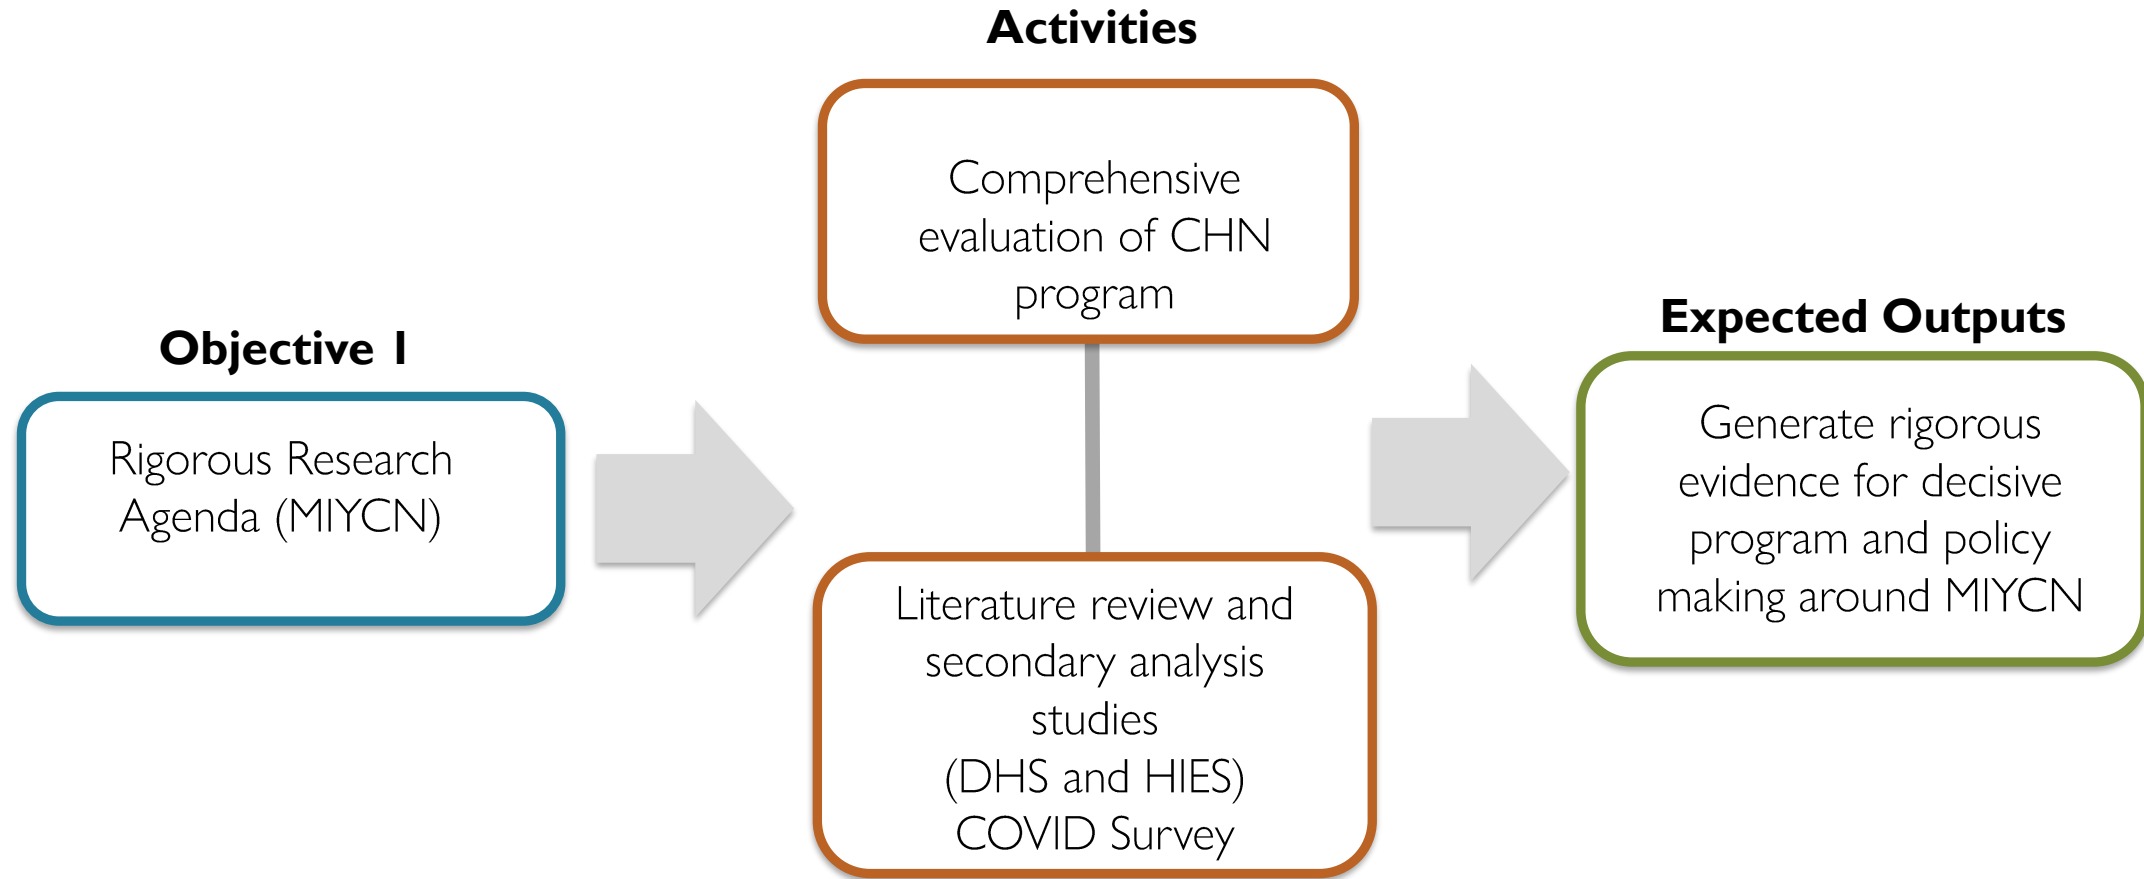 Objective 1
Rigorous Research
Agenda (MIYCN)
Activities
Comprehensive
evaluation of CHN
program
Literature review and
secondary analysis
studies
(DHS and HIES)
COVID Survey
Expected Outputs
Generate rigorous
evidence for decisive
program and policy
making around MIYCN